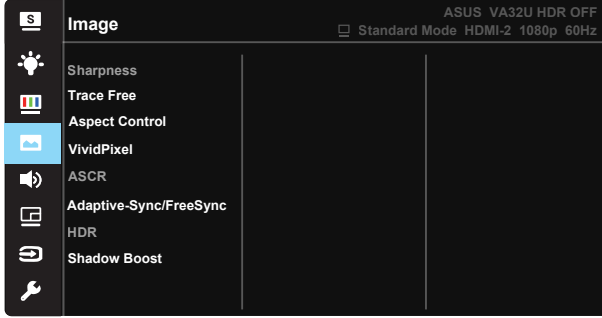 S
Image
ASUS VA32U HDR OFF
Standard Mode HDMI-2 1080p 60Hz
Sharpness
Trace Free
Aspect Control
VividPixel
ASCR
Adaptive-Sync/FreeSync
HDR
Shadow Boost